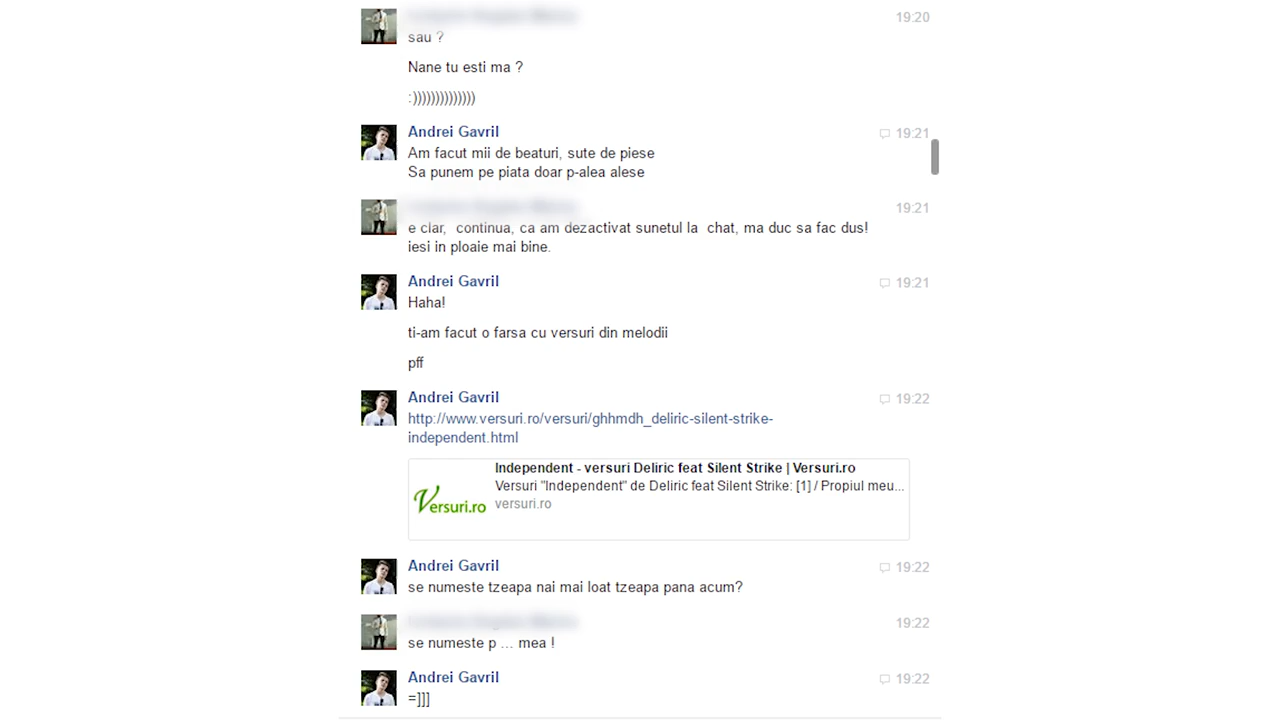 19:20
sau ?
Nane tu esti ma ?
:))))))))))))))
Andrei Gavril 19:21
Am facut mii de beaturi, sute de piese
Sa punem pe piata doar p-alea alese
19:21
e clar, continua, ca am dezactivat sunetul la chat, ma duc sa fac dus!
iesi in ploaie mai bine.
Andrei Gavril 19:21
Haha!
ti-am facut o farsa cu versuri din melodii
pff
Andrei Gavril 19:22
http://www.versuri.ro/versuri/ghhmdh_deliric-silent-strike-
independent.html
Independent - versuri Deliric feat Silent Strike | Versuri.ro
Versuri "Independent" de Deliric feat Silent Strike: [1] / Propiul meu...
Versuri.ro
versuri.ro
Andrei Gavril 19:22
se numeste tzeapa nai mai loat tzeapa pana acum?
19:22
se numeste p ... mea !
Andrei Gavril 19:22
=]]]